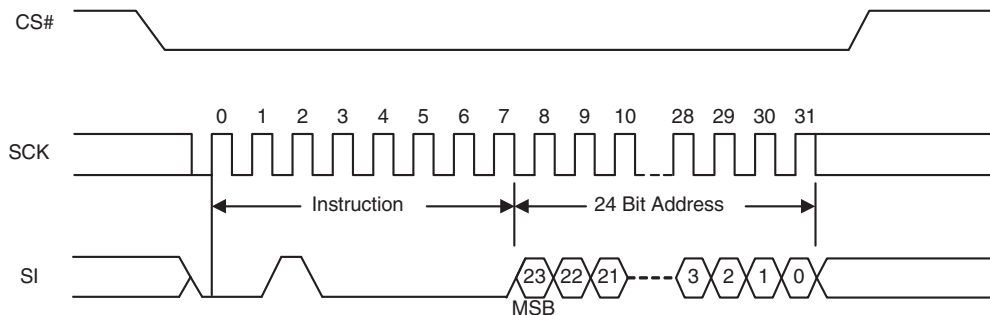 CS#
0 1 2 3 4 5 6 7 8 9 10 28 29 30 31
SCK
Instruction 24 Bit Address
SI 23 22 21 3 2 1 0
MSB